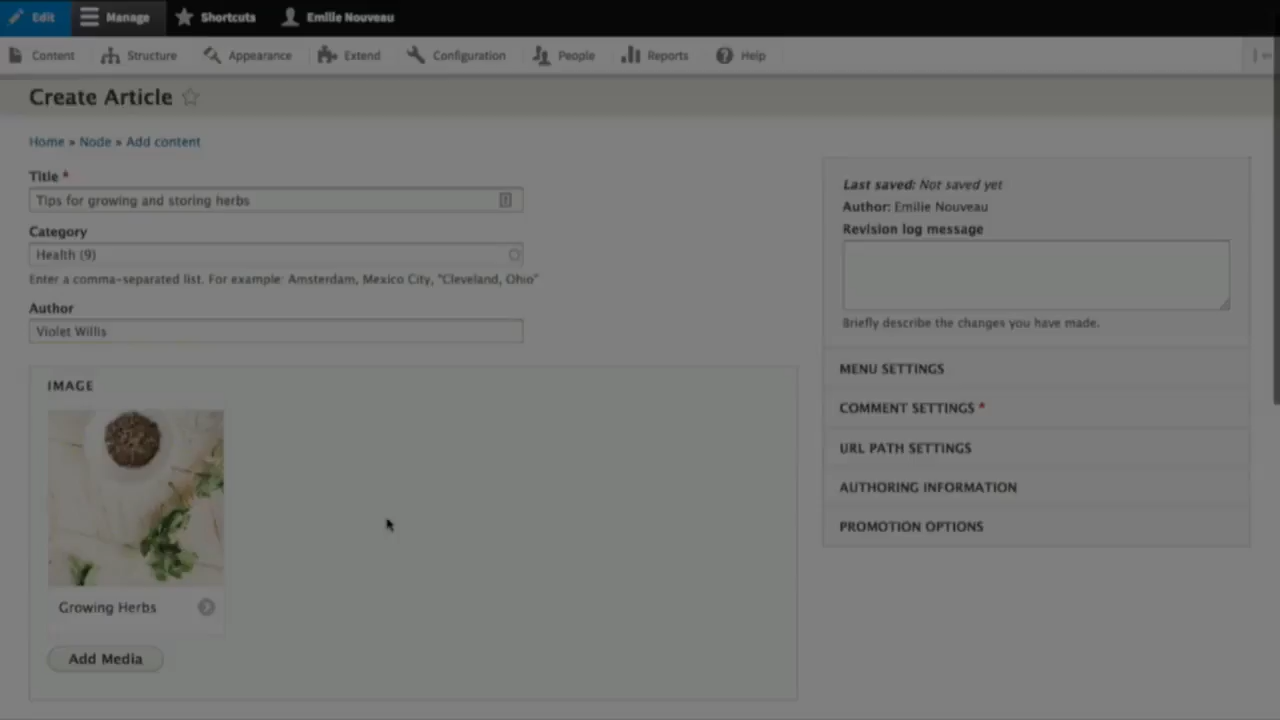 Edit Manage Shortcuts Emilie Nouveau
Content Structure Appearance Extend Configuration People Reports Help
Create Article
Home » Node » Add content
Title *
Tips for growing and storing herbs
Category
Health (9)
Enter a comma-separated list. For example: Amsterdam, Mexico City, "Cleveland, Ohio"
Author
Violet Willis
IMAGE
Growing Herbs
Add Media
Last saved: Not saved yet
Author: Emilie Nouveau
Revision log message
Briefly describe the changes you have made.
MENU SETTINGS
COMMENT SETTINGS *
URL PATH SETTINGS
AUTHORING INFORMATION
PROMOTION OPTIONS